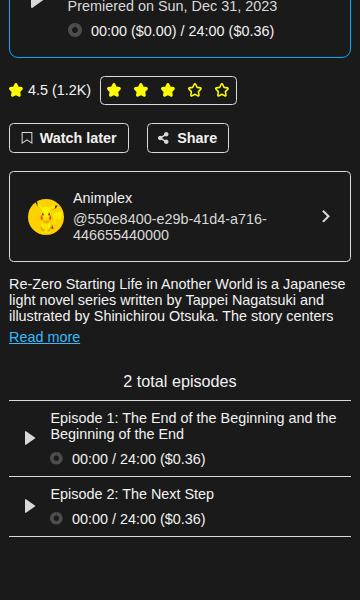 Premiered on Sun, Dec 31, 2023
00:00 ($0.00) / 24:00 ($0.36)
4.5 (1.2K)
Watch later
Share
Animplex
@550e8400-e29b-41d4-a716-
446655440000
Re-Zero Starting Life in Another World is a Japanese
light novel series written by Tappei Nagatsuki and
illustrated by Shinichirou Otsuka. The story centers
Read more
2 total episodes
Episode 1: The End of the Beginning and the
Beginning of the End
00:00 / 24:00 ($0.36)
Episode 2: The Next Step
00:00 / 24:00 ($0.36)